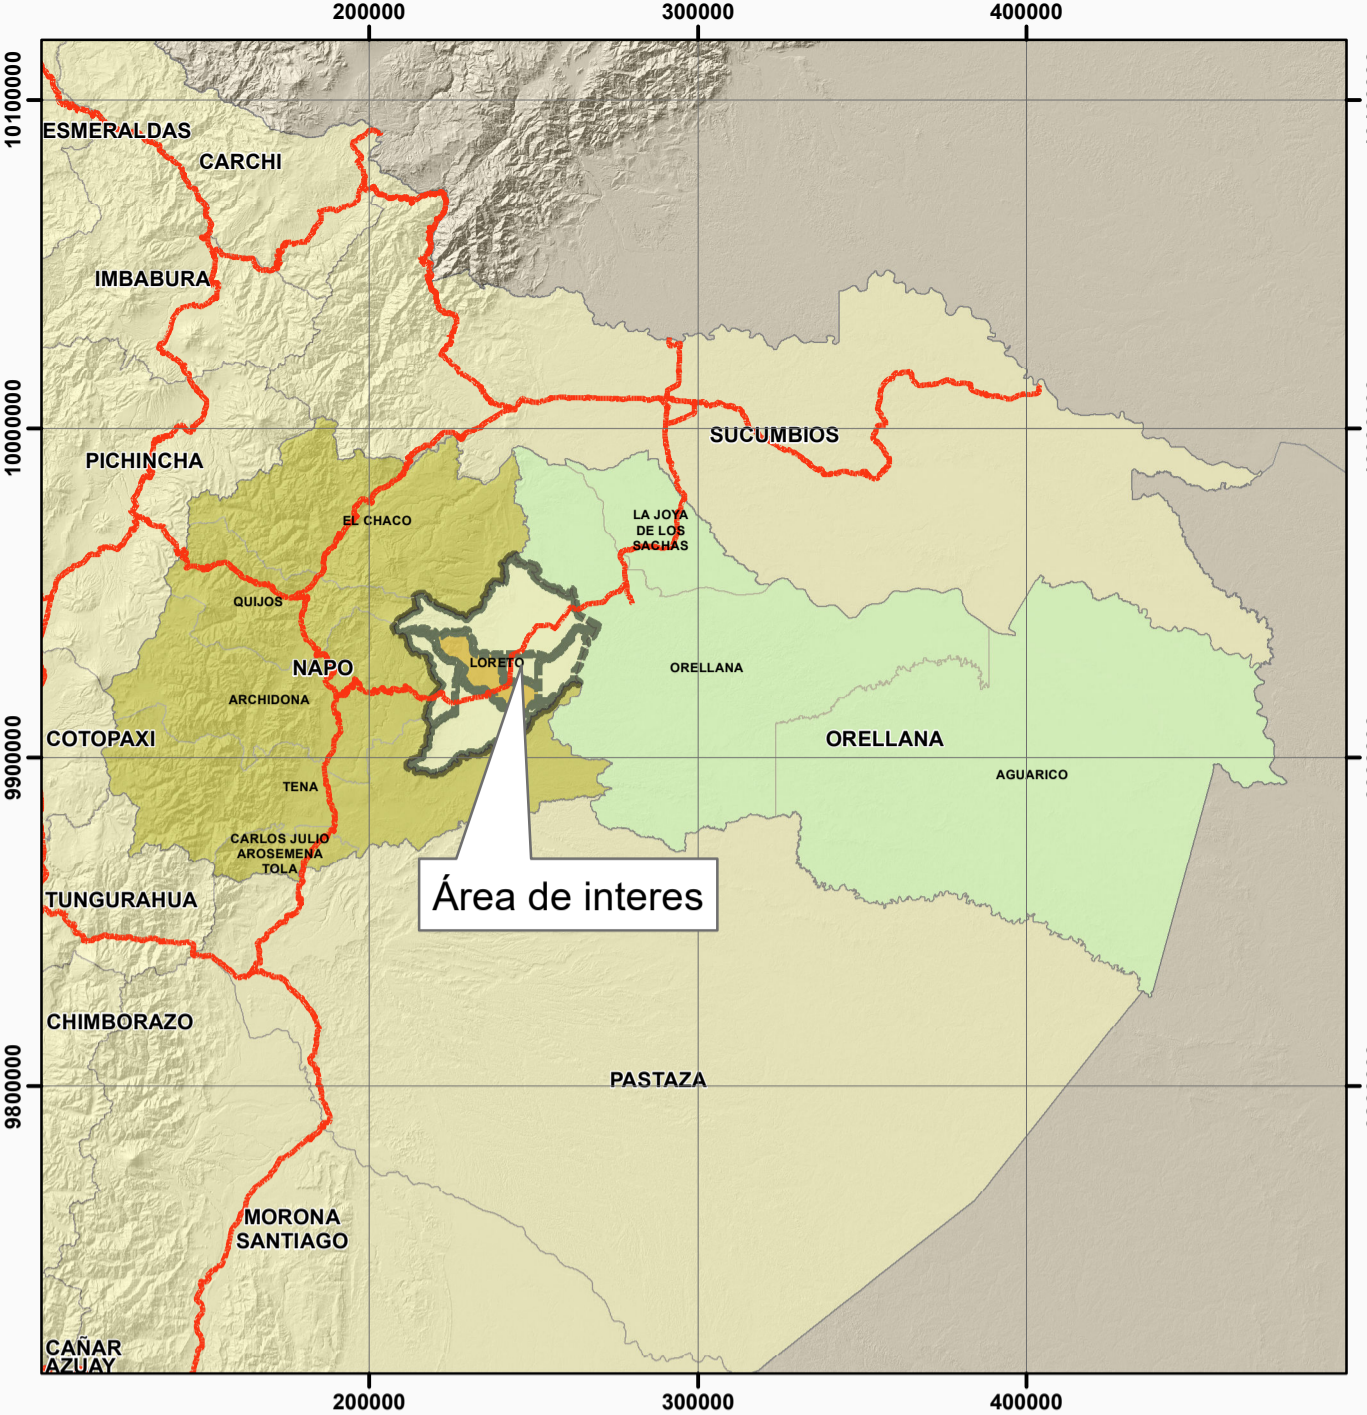 200000
300000
400000
10100000
ESMERALDAS
CARCHI
IMBABURA
10000000
SUCUMBIOS
PICHINCHA
EL CHACO
LA JOYA
DE LOS
SACHAS
QUIJOS
LORETO
NAPO
ORELLANA
ARCHIDONA
COTOPAXI
ORELLANA
9900000
AGUARICO
TENA
CARLOS JULIO
AROSEMENA
TOLA
TUNGURAHUA
Área de interes
CHIMBORAZO
PASTAZA
9800000
MORONA
SANTIAGO
CAÑAR
AZUAY
200000
300000
400000